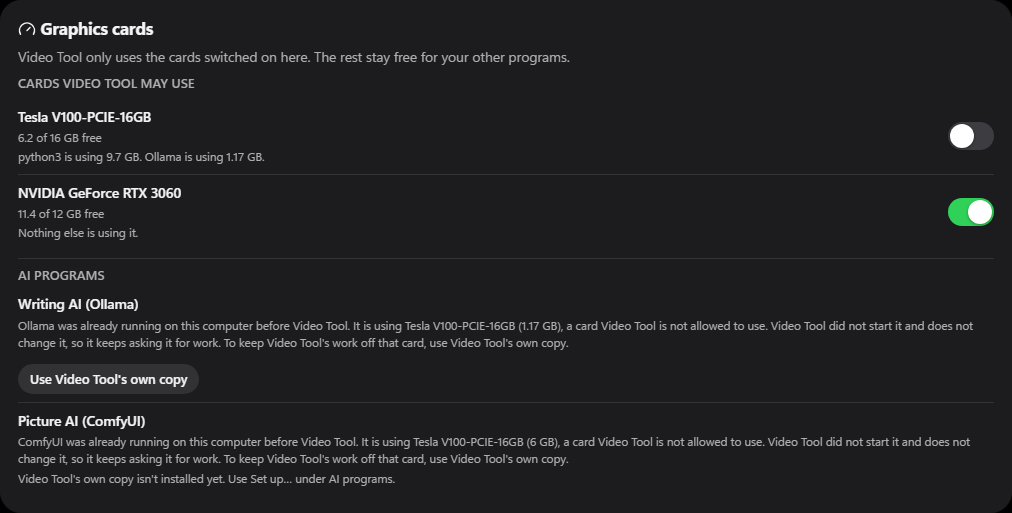 Graphics cards
Video Tool only uses the cards switched on here. The rest stay free for your other programs.
CARDS VIDEO TOOL MAY USE
Tesla V100-PCIE-16GB
6.2 of 16 GB free
python3 is using 9.7 GB. Ollama is using 1.17 GB.
NVIDIA GeForce RTX 3060
11.4 of 12 GB free
Nothing else is using it.
AI PROGRAMS
Writing AI (Ollama)
Ollama was already running on this computer before Video Tool. It is using Tesla V100-PCIE-16GB (1.17 GB), a card Video Tool is not allowed to use. Video Tool did not start it and does not
change it, so it keeps asking it for work. To keep Video Tool's work off that card, use Video Tool's own copy.
Use Video Tool's own copy
Picture AI (ComfyUI)
ComfyUI was already running on this computer before Video Tool. It is using Tesla V100-PCIE-16GB (6 GB), a card Video Tool is not allowed to use. Video Tool did not start it and does not
change it, so it keeps asking it for work. To keep Video Tool's work off that card, use Video Tool's own copy.
Video Tool's own copy isn't installed yet. Use Set up... under AI programs.